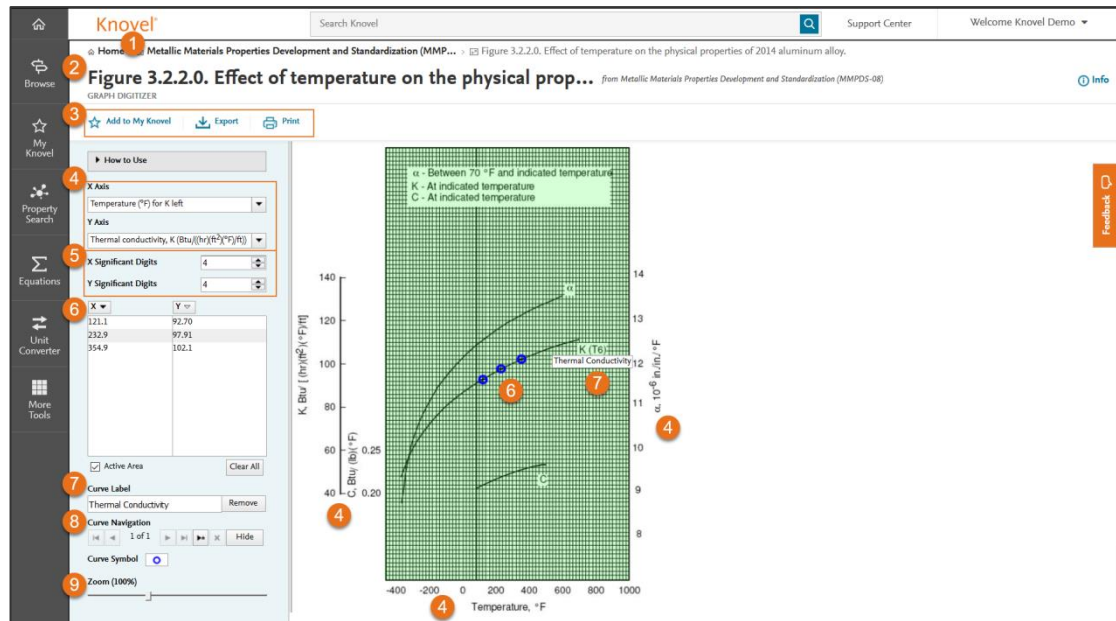 Knovel
Search Knovel
Support Center
Welcome Knovel Demo
1
Home
Metallic Materials Properties Development and Standardization (MMP... > Figure 3.2.2.0. Effect of temperature on the physical properties of 2014 aluminum alloy.
2
Figure 3.2.2.0. Effect of temperature on the physical prop...
from Metallic Materials Properties Development and Standardization (MMPDS-08)
Info
GRAPH DIGITIZER
3
Add to My Knovel
Export
Print
Browse
My
Knovel
Property
Search
Equations
Unit
Converter
More
Tools
How to Use
4
X Axis
Temperature (°F) for K left
Y Axis
Thermal conductivity, K (Btu/((hr)(ft²)(°F)/ft))
5
X Significant Digits
4
Y Significant Digits
4
6
X
Y
121.1
92.70
232.9
97.91
354.9
102.1
Active Area
Clear All
7
Curve Label
Thermal Conductivity
Remove
8
Curve Navigation
1 of 1
Hide
Curve Symbol
9
Zoom (100%)
α - Between 70 °F and indicated temperature
K - At indicated temperature
C - At indicated temperature
140
120
100
80
60
40
K, Btu/ [ (hr)(ft²)(°F)/ft]
0.25
0.20
C, Btu/ (lb)(°F)
4
α
K (T6)
Thermal Conductivity
6
7
C
14
13
12
11
10
9
8
α, 10⁻⁶ in/in/°F
4
-400
-200
0
200
400
600
800
1000
4
Temperature, °F
Feedback